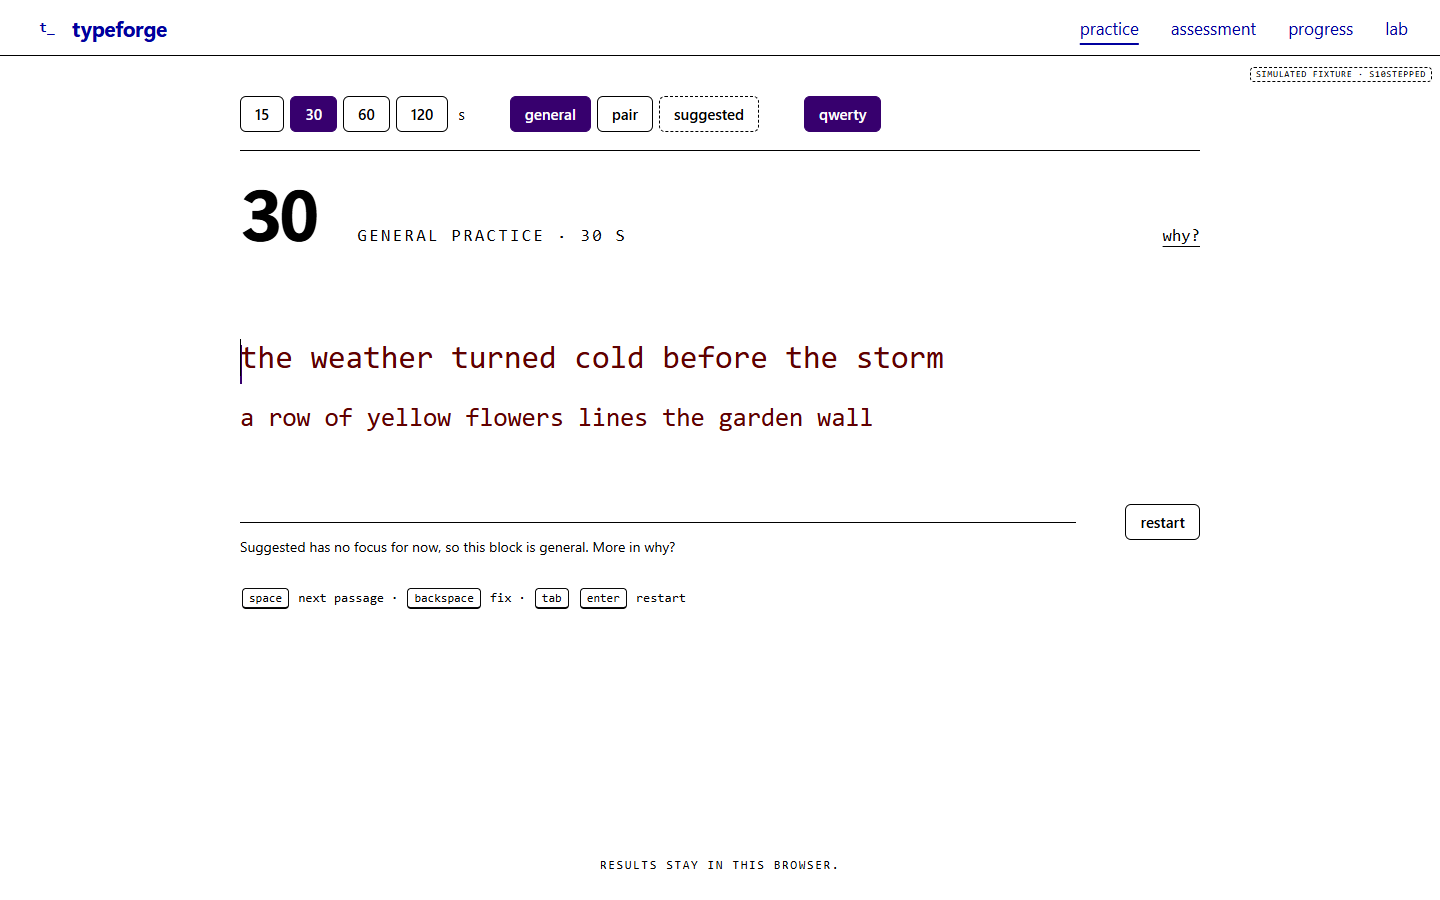 t_ typeforge practice assessment progress lab
SIMULATED FIXTURE · S10STEPPED
15 30 60 120 s general pair suggested qwerty
30 GENERAL PRACTICE · 30 S why?
the weather turned cold before the storm
a row of yellow flowers lines the garden wall
restart
Suggested has no focus for now, so this block is general. More in why?
space next passage · backspace fix · tab enter restart
RESULTS STAY IN THIS BROWSER.